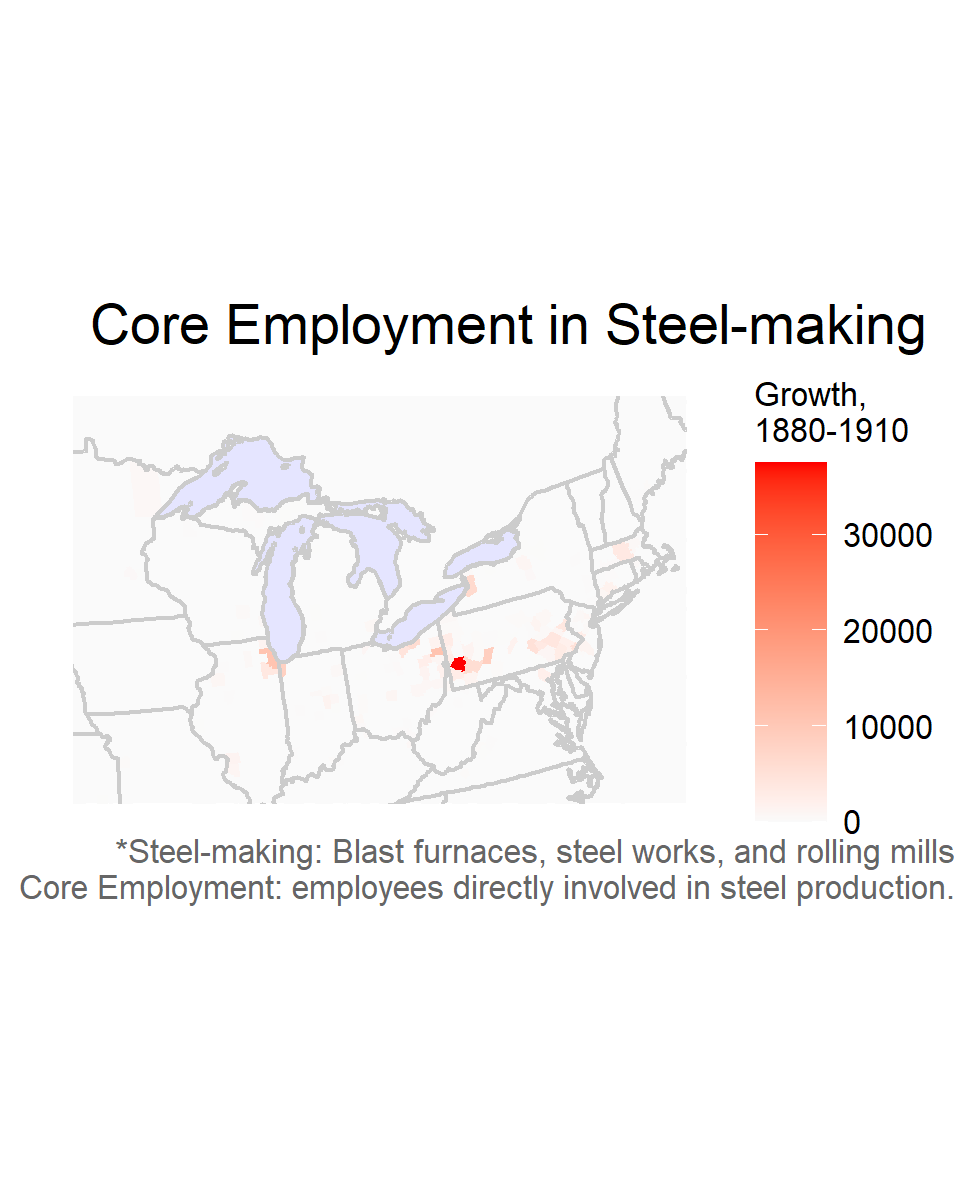 Core Employment in Steel-making
Growth,
1880-1910
30000
20000
10000
0
*Steel-making: Blast furnaces, steel works, and rolling mills
Core Employment: employees directly involved in steel production.